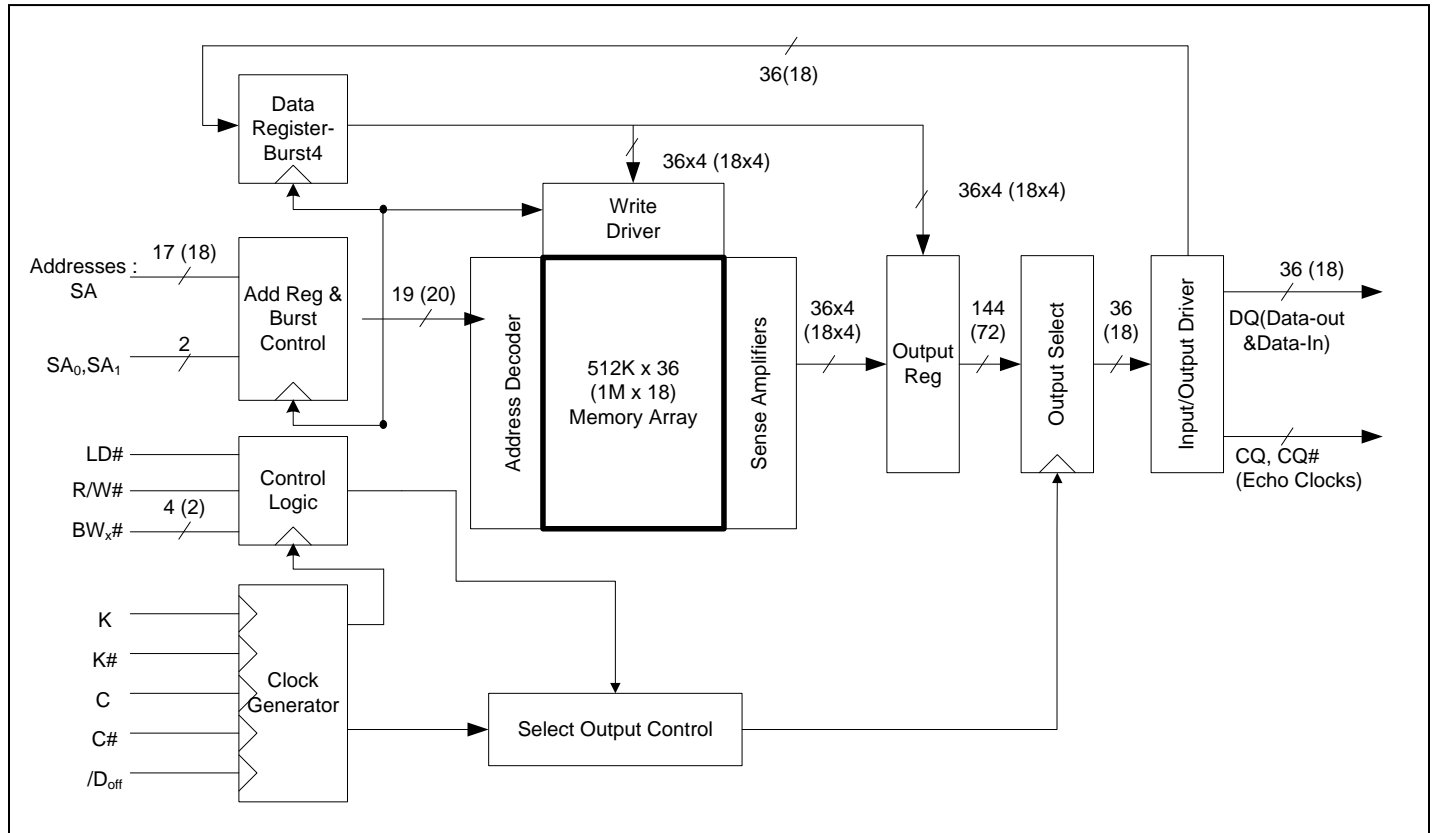 36(18)
Data
Register-
Burst4
36x4 (18x4)
36x4 (18x4)
Write
Driver
Addresses :
SA
17 (18)
SA0,SA1
2
Add Reg &
Burst
Control
19 (20)
Address Decoder
512K x 36
(1M x 18)
Memory Array
Sense Amplifiers
36x4
(18x4)
Output
Reg
144
(72)
Output Select
36
(18)
Input/Output Driver
36 (18)
DQ(Data-out
&Data-In)
CQ, CQ#
(Echo Clocks)
LD#
R/W#
BWx#
4 (2)
Control
Logic
K
K#
C
C#
/Doff
Clock
Generator
Select Output Control